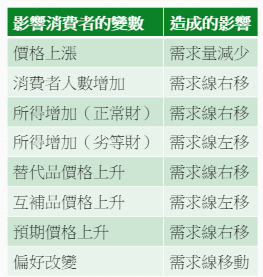 影響消費者的變數 造成的影響
價格上漲 需求量減少
消費者人數增加 需求線右移
所得增加（正常財） 需求線右移
所得增加（劣等財） 需求線左移
替代品價格上升 需求線右移
互補品價格上升 需求線左移
預期價格上升 需求線右移
偏好改變 需求線移動